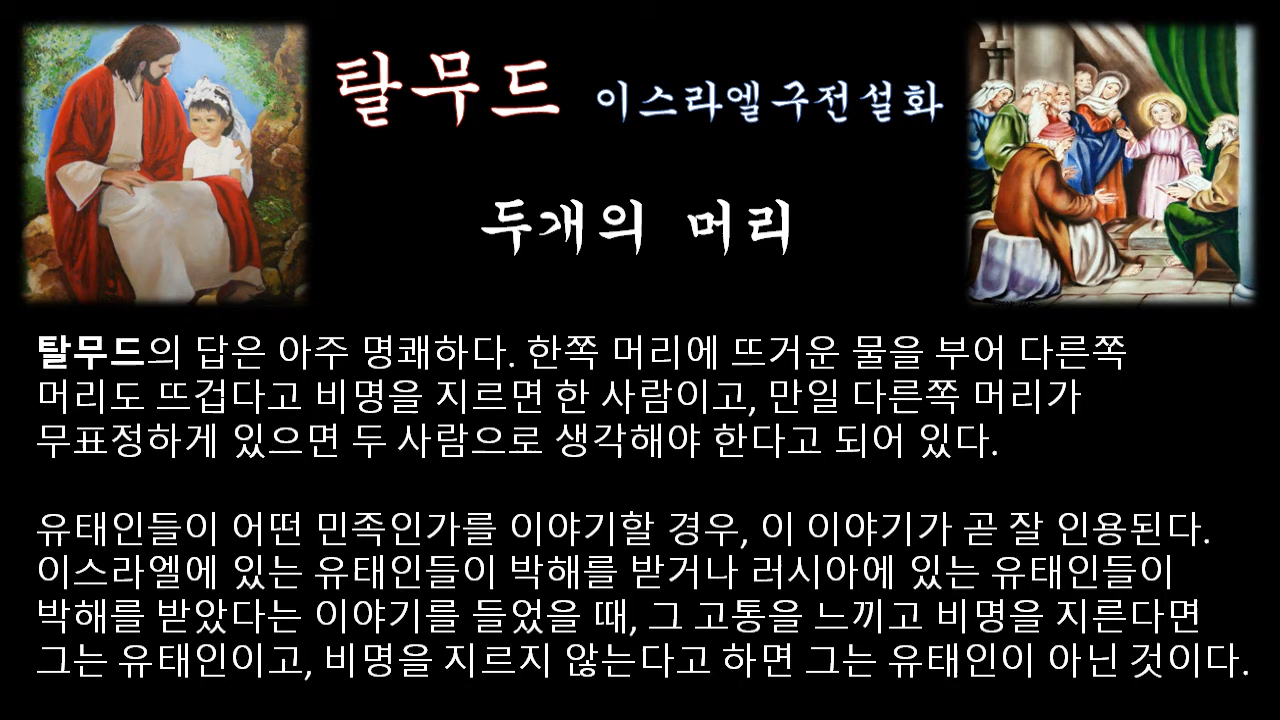 탈무드 이스라엘구전설화
두개의 머리
탈무드의 답은 아주 명쾌하다. 한쪽 머리에 뜨거운 물을 부어 다른쪽
머리도 뜨겁다고 비명을 지르면 한 사람이고, 만일 다른쪽 머리가
무표정하게 있으면 두 사람으로 생각해야 한다고 되어 있다.
유태인들이 어떤 민족인가를 이야기할 경우, 이 이야기가 곧 잘 인용된다.
이스라엘에 있는 유태인들이 박해를 받거나 러시아에 있는 유태인들이
박해를 받았다는 이야기를 들었을 때, 그 고통을 느끼고 비명을 지른다면
그는 유태인이고, 비명을 지르지 않는다고 하면 그는 유태인이 아닌 것이다.